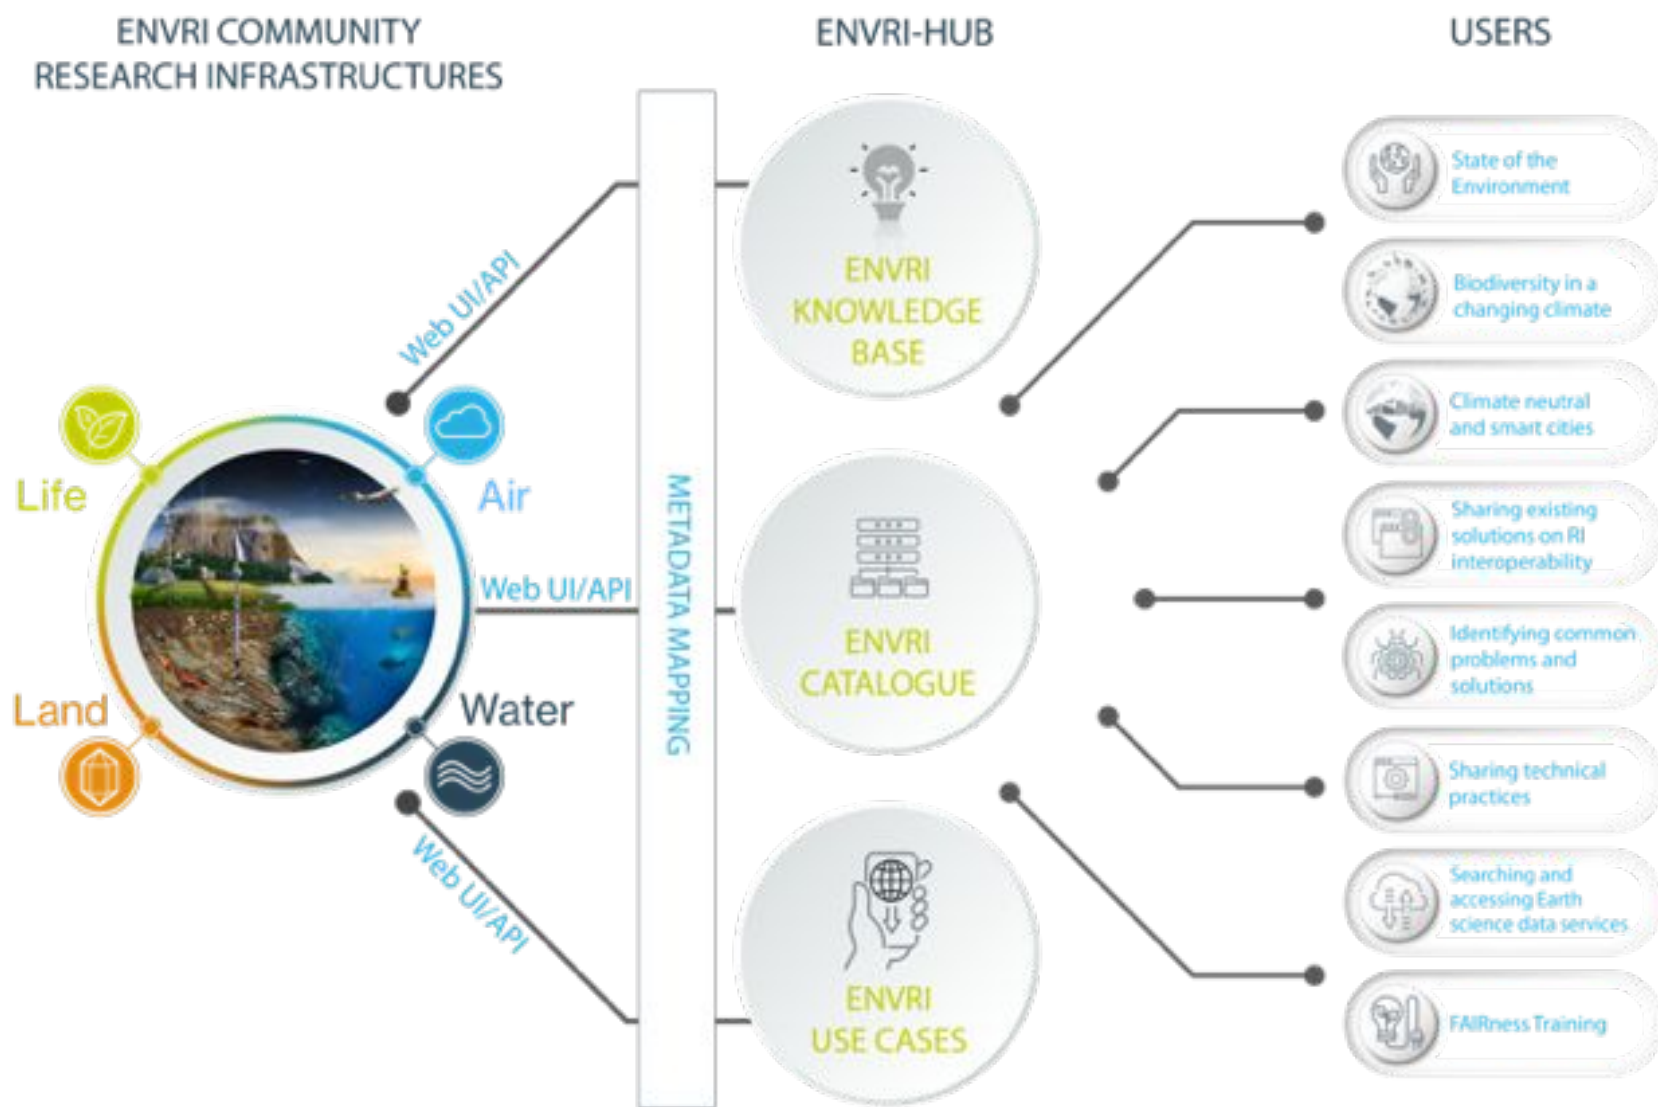 ENVRI COMMUNITY
RESEARCH INFRASTRUCTURES
ENVRI-HUB
USERS
Web UI/API
Life
Air
Web UI/API
Land
Water
Web UI/API
METADATA MAPPING
ENVRI
KNOWLEDGE
BASE
ENVRI
CATALOGUE
ENVRI
USE CASES
State of the
Environment
Biodiversity in a
changing climate
Climate neutral
and smart cities
Sharing existing
solutions on RI
interoperability
Identifying common
problems and
solutions
Sharing technical
practices
Searching and
accessing Earth
science data services
FAIRness Training